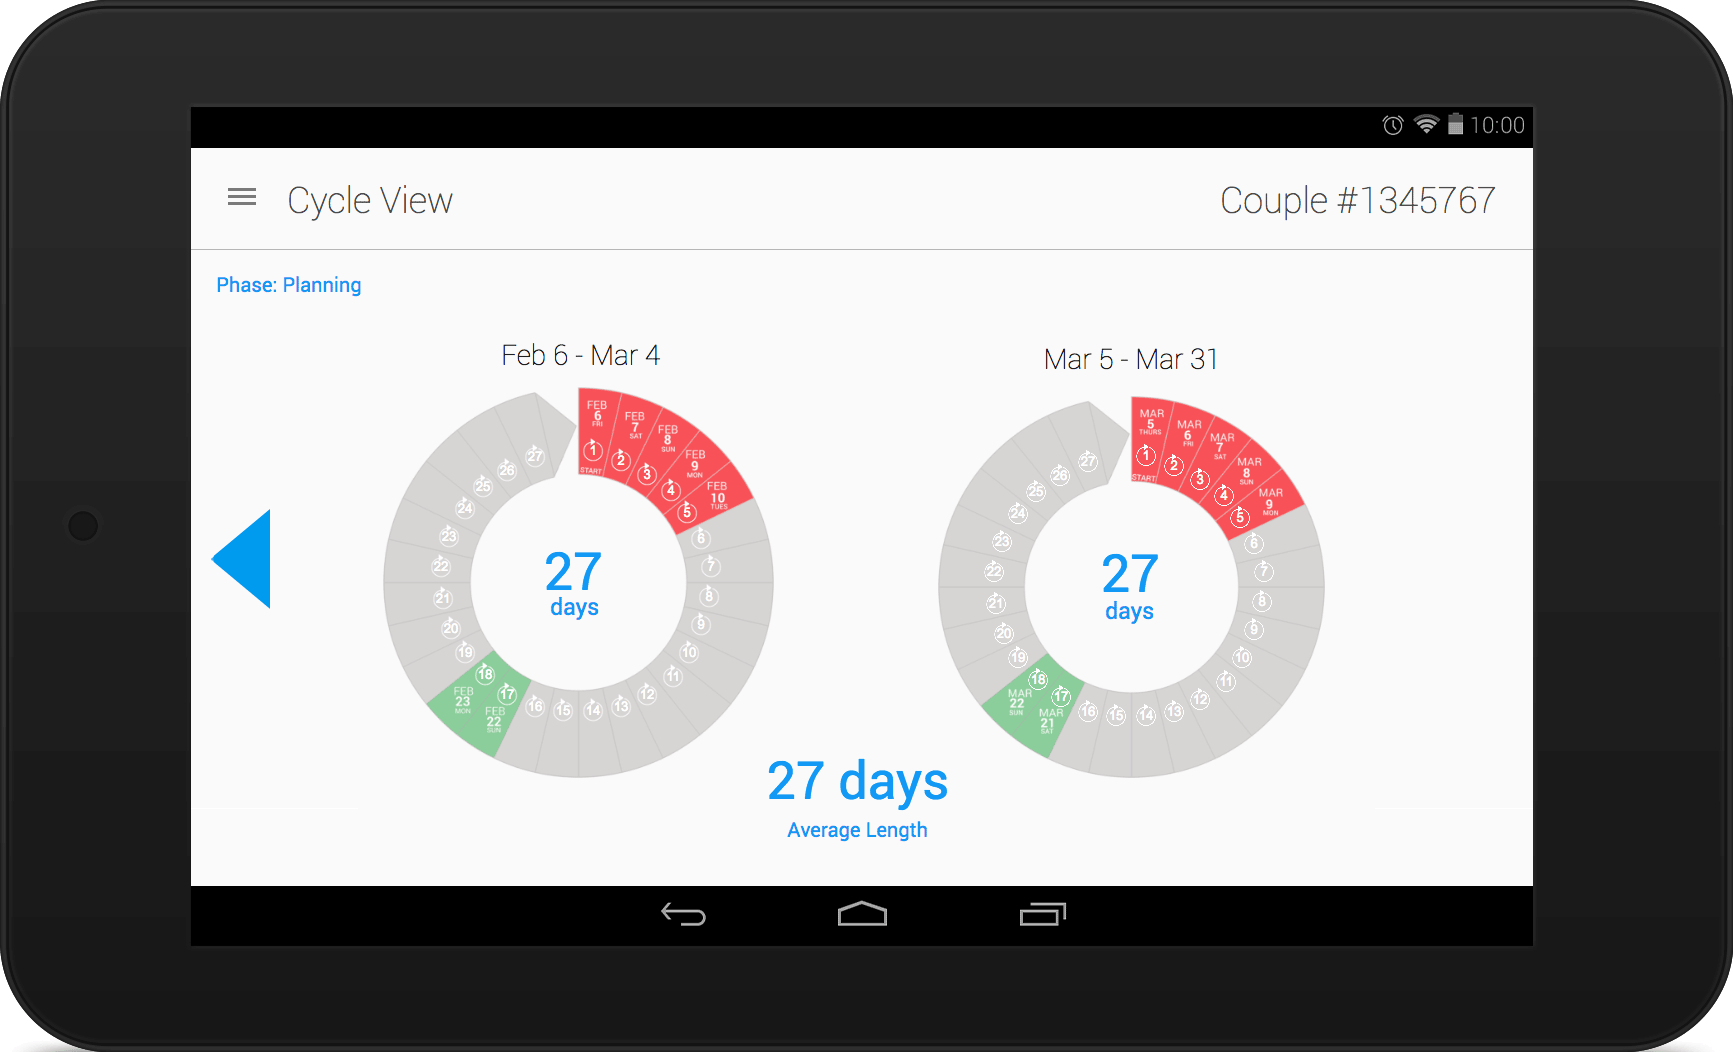 10:00
Cycle View
Couple #1345767
Phase: Planning
Feb 6 - Mar 4
FEB
6
FRI
1
START
FEB
7
SAT
2
FEB
8
SUN
3
FEB
9
MON
4
FEB
10
TUES
5
6
7
8
9
10
11
12
13
14
15
16
17
FEB
22
SUN
18
FEB
23
MON
19
20
21
22
23
24
25
26
27
27
days
Mar 5 - Mar 31
MAR
5
THURS
1
START
MAR
6
FRI
2
MAR
7
SAT
3
MAR
8
SUN
4
MAR
9
MON
5
6
7
8
9
10
11
12
13
14
15
16
17
MAR
21
SAT
18
MAR
22
SUN
19
20
21
22
23
24
25
26
27
27
days
27 days
Average Length